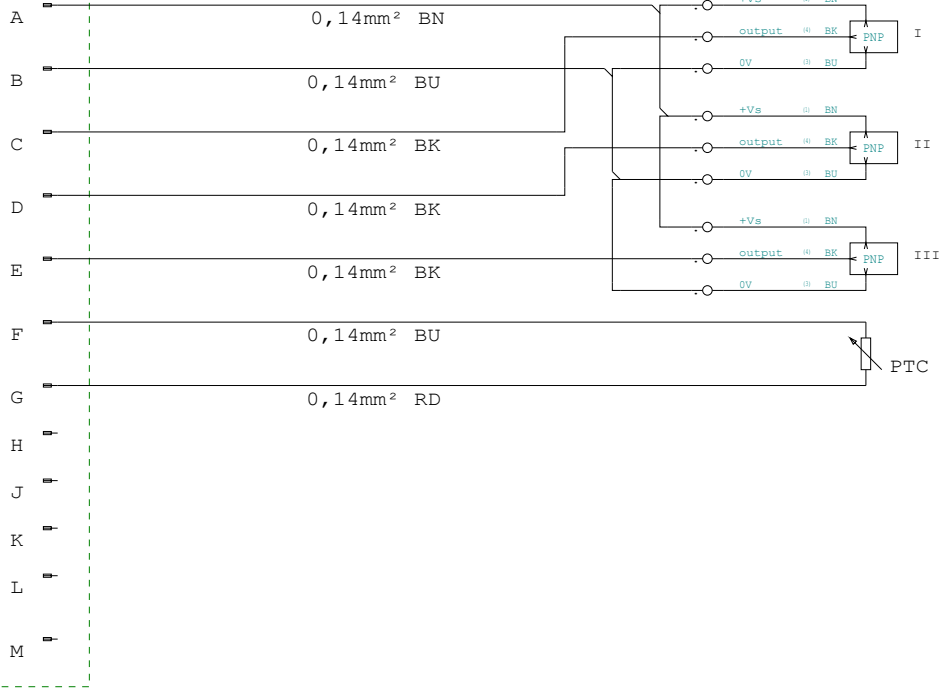 +Vs (1) BN
A 0,14mm² BN
output (4) BK PNP I
0V (3) BU
B 0,14mm² BU
+Vs (1) BN
C 0,14mm² BK
output (4) BK PNP II
0V (3) BU
D 0,14mm² BK
+Vs (1) BN
output (4) BK PNP III
E 0,14mm² BK
0V (3) BU
F 0,14mm² BU
PTC
G 0,14mm² RD
H
J
K
L
M